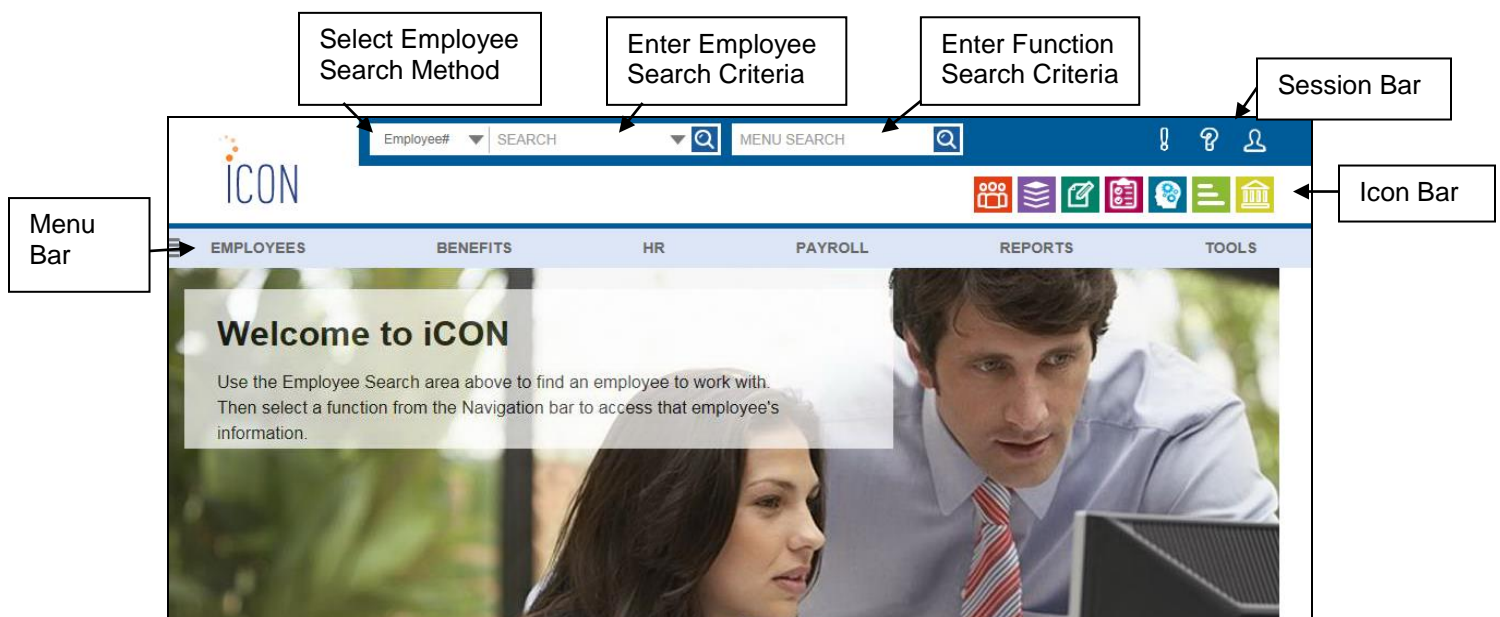 Select Employee
Search Method
Enter Employee
Search Criteria
Enter Function
Search Criteria
Session Bar
Employee# SEARCH MENU SEARCH
iCON
Icon Bar
Menu
Bar
EMPLOYEES BENEFITS HR PAYROLL REPORTS TOOLS
Welcome to iCON
Use the Employee Search area above to find an employee to work with.
Then select a function from the Navigation bar to access that employee's
information.